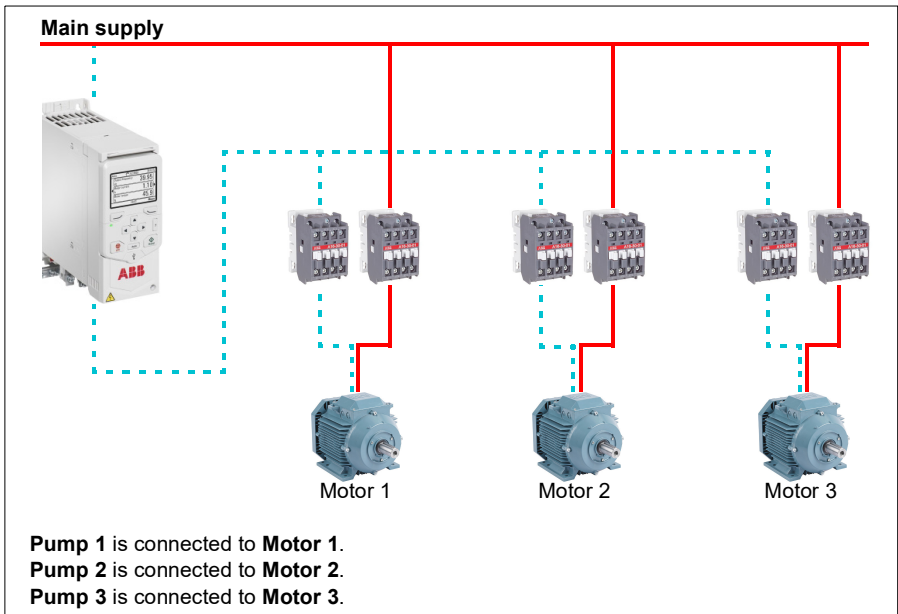 Main supply
ABB
Motor 1
Motor 2
Motor 3
Pump 1 is connected to Motor 1.
Pump 2 is connected to Motor 2.
Pump 3 is connected to Motor 3.